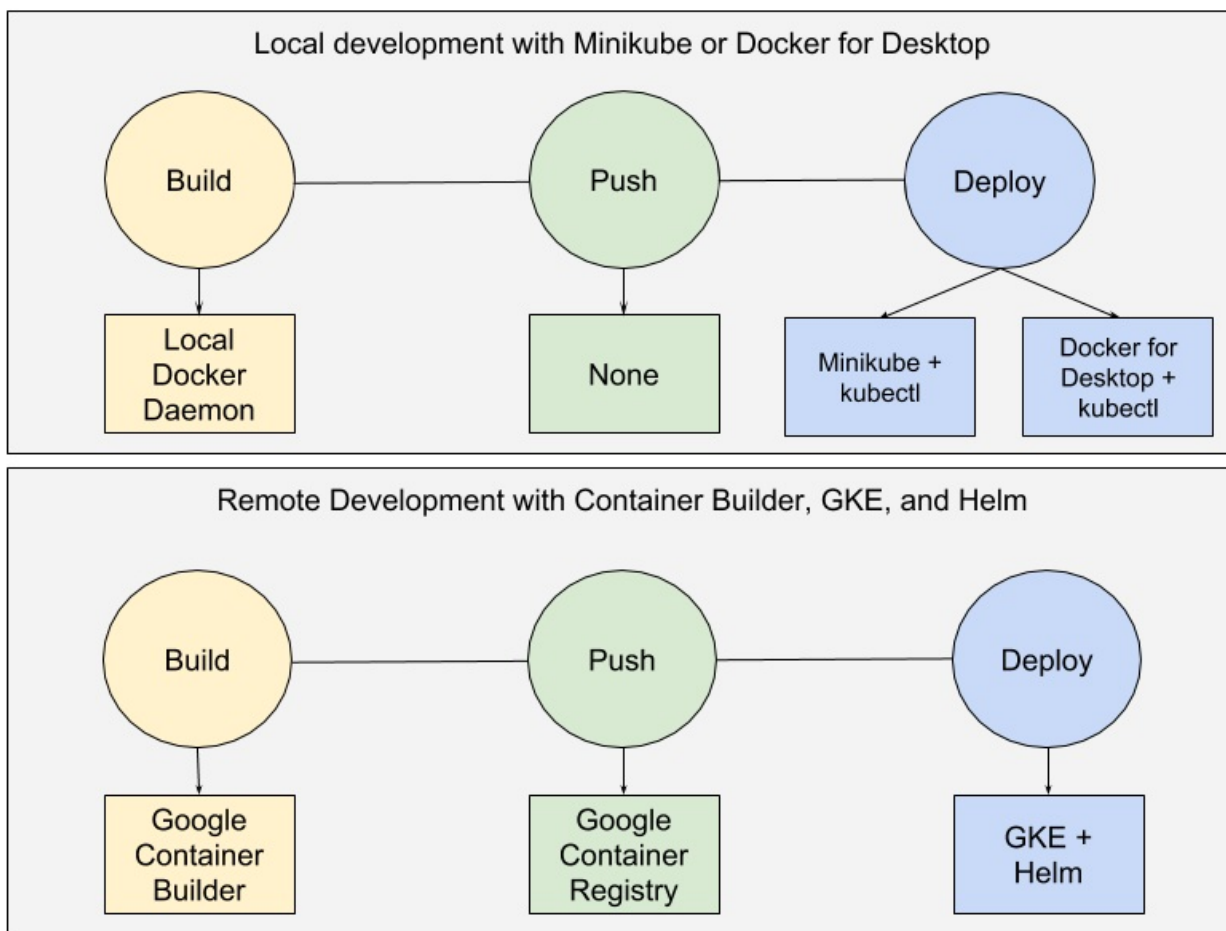 Local development with Minikube or Docker for Desktop
Build
Push
Deploy
Local
Docker
Daemon
None
Minikube +
kubectl
Docker for
Desktop +
kubectl
Remote Development with Container Builder, GKE, and Helm
Build
Push
Deploy
Google
Container
Builder
Google
Container
Registry
GKE +
Helm